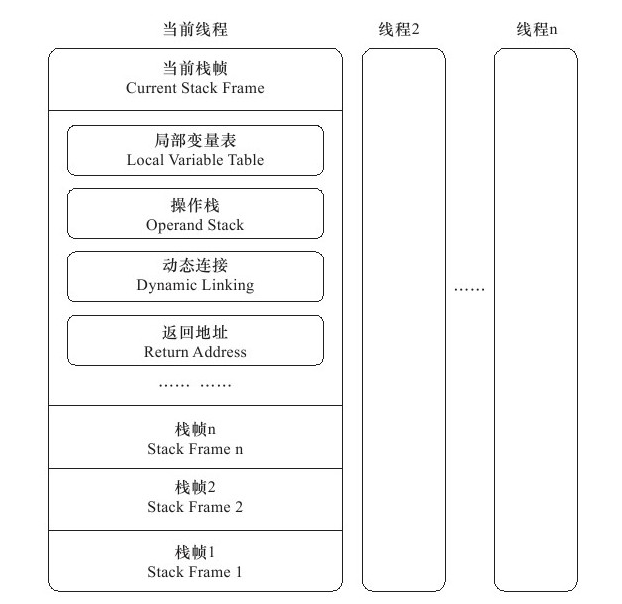 当前线程
线程2
线程n
当前栈帧
Current Stack Frame
局部变量表
Local Variable Table
操作栈
Operand Stack
动态连接
Dynamic Linking
返回地址
Return Address
…… ……
……
栈帧n
Stack Frame n
栈帧2
Stack Frame 2
栈帧1
Stack Frame 1